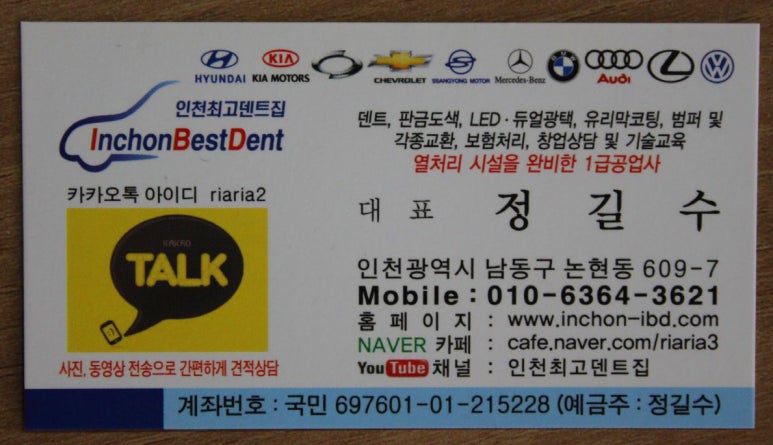 HYUNDAI KIA MOTORS CHEVROLET SSANGYONG MOTOR Mercedes-Benz Audi
인천최고덴트집
InchonBestDent
덴트, 판금도색, LED·듀얼광택, 유리막코팅, 범퍼 및
각종교환, 보험처리, 창업상담 및 기술교육
열처리 시설을 완비한 1급공업사
카카오톡 아이디 riaria2
KAKAO
TALK
사진, 동영상 전송으로 간편하게 견적상담
대 표 정 길 수
인천광역시 남동구 논현동 609-7
Mobile : 010-6364-3621
홈 페 이 지 : www.inchon-ibd.com
NAVER 카페 : cafe.naver.com/riaria3
YouTube 채널 : 인천최고덴트집
계좌번호 : 국민 697601-01-215228 (예금주 : 정길수)